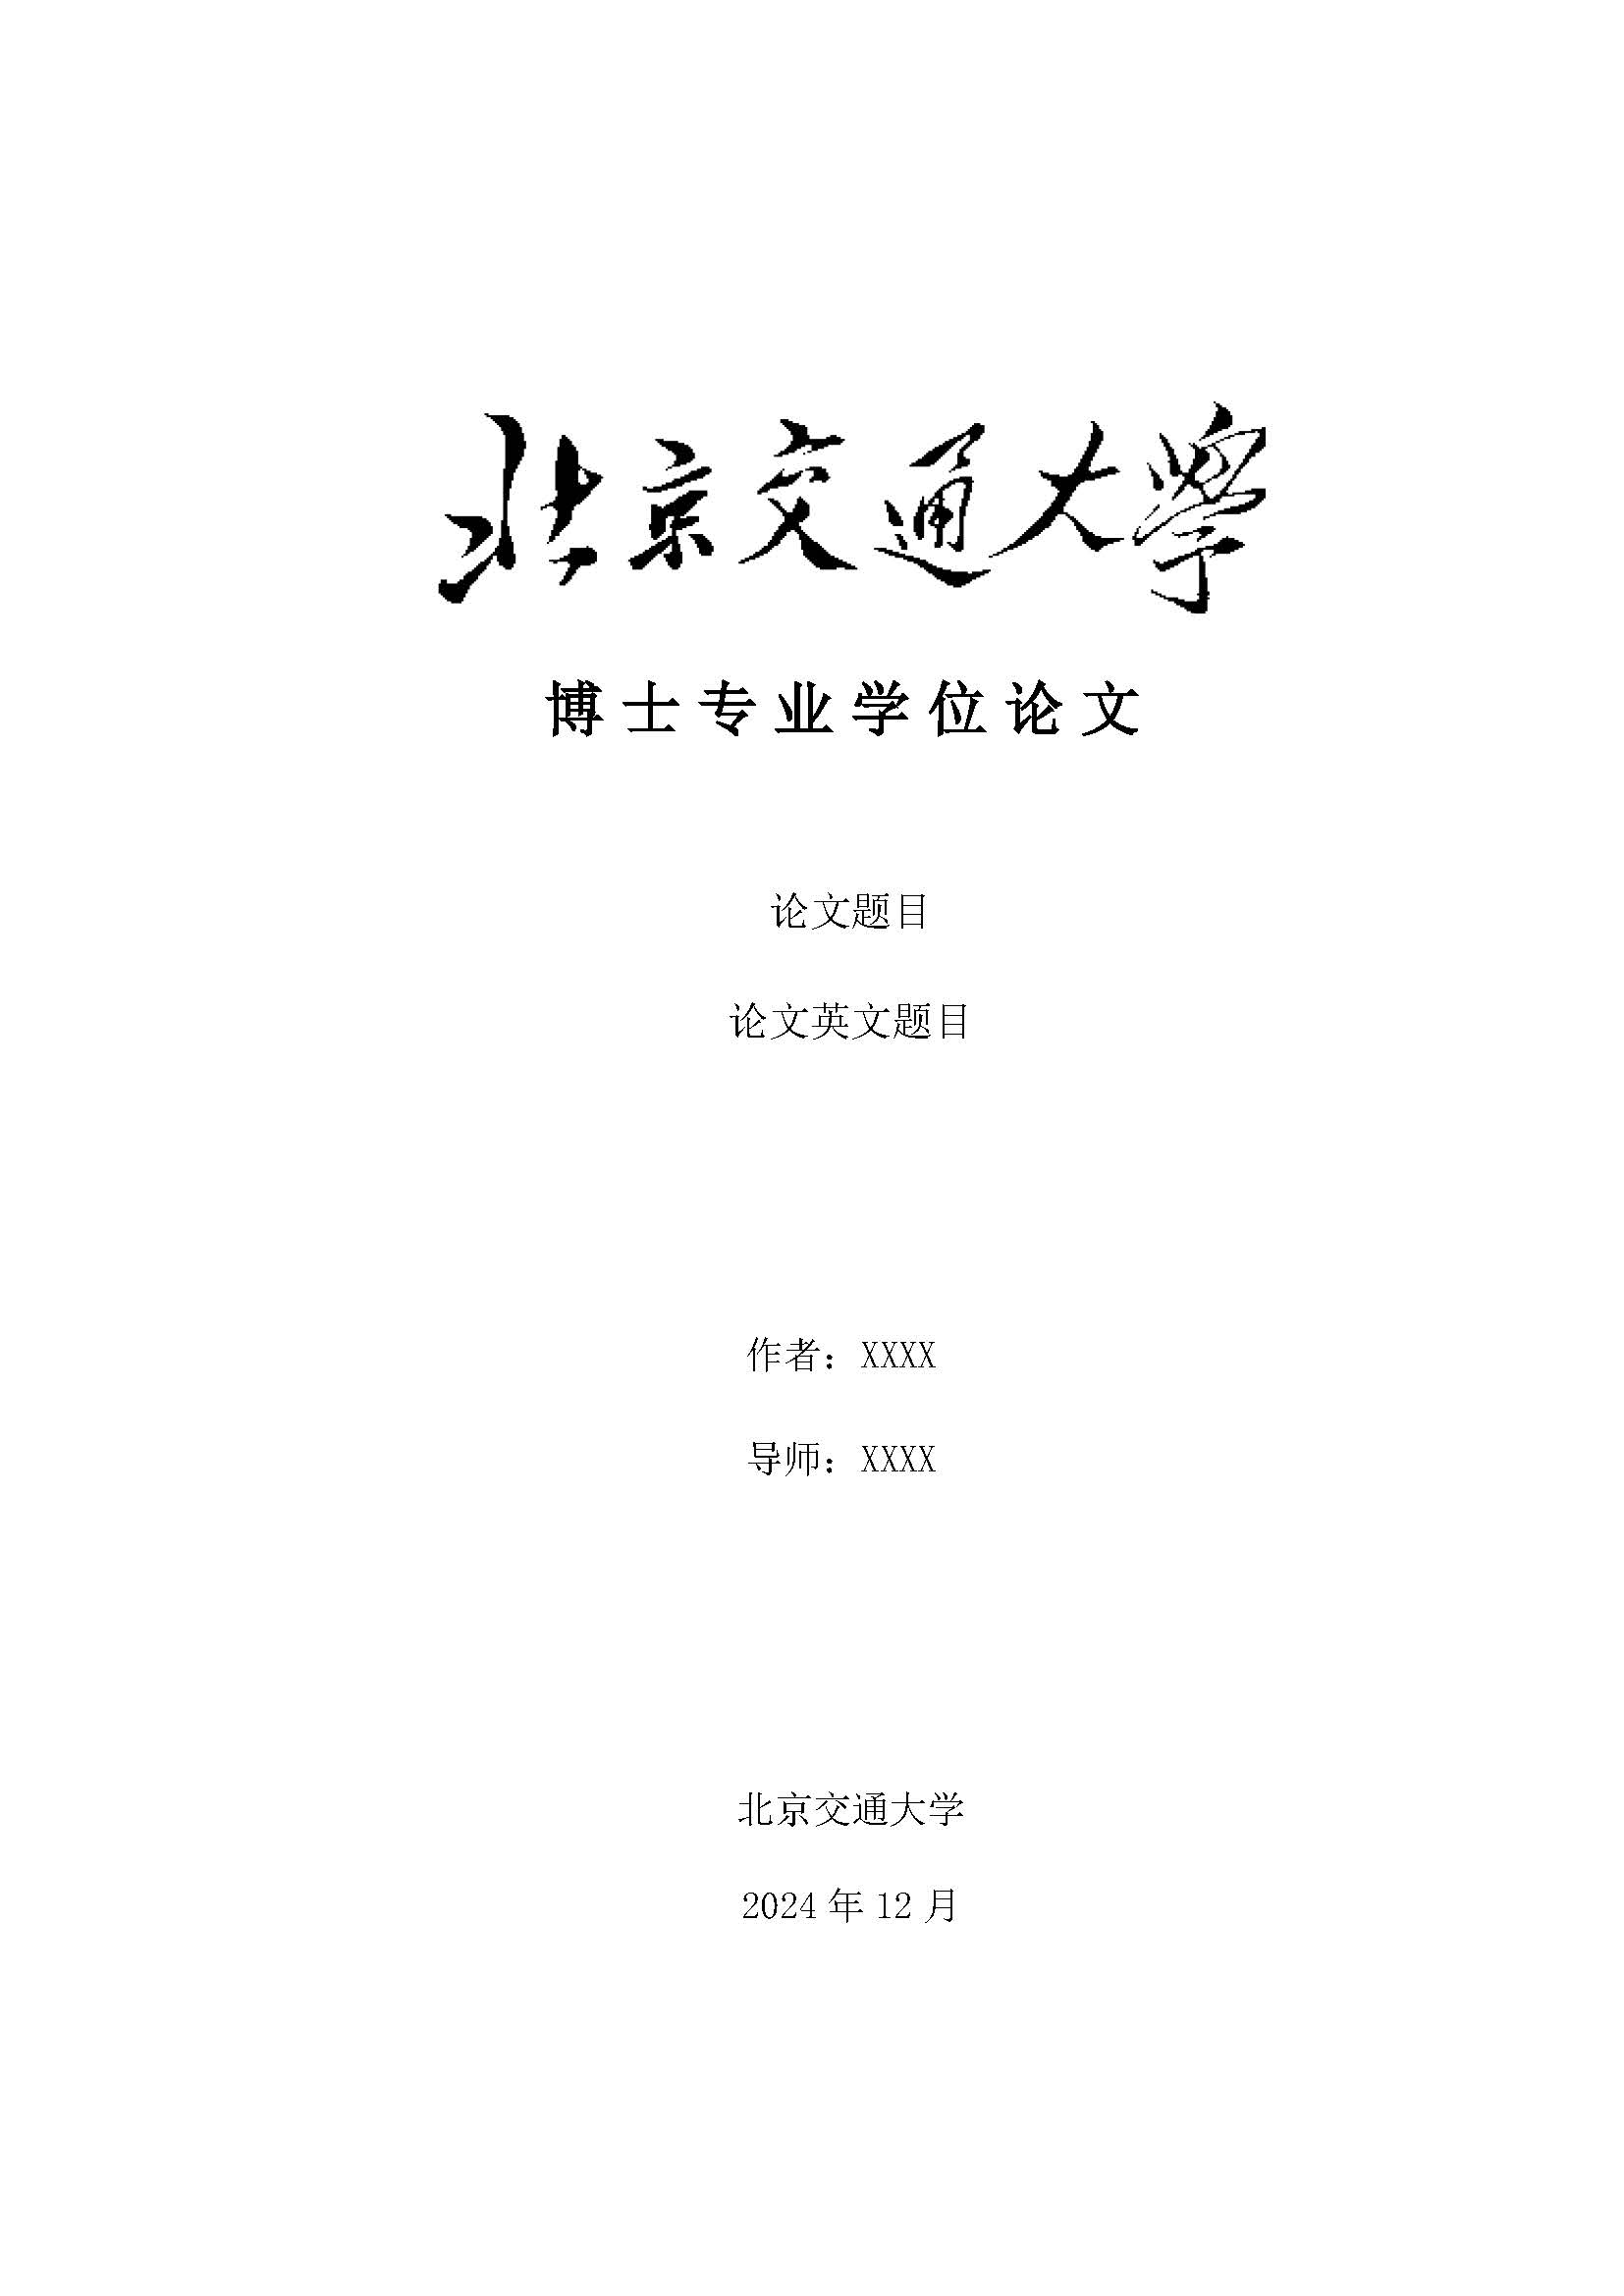 北京交通大學
博士专业学位论文
论文题目
论文英文题目
作者：XXXX
导师：XXXX
北京交通大学
2024 年 12 月